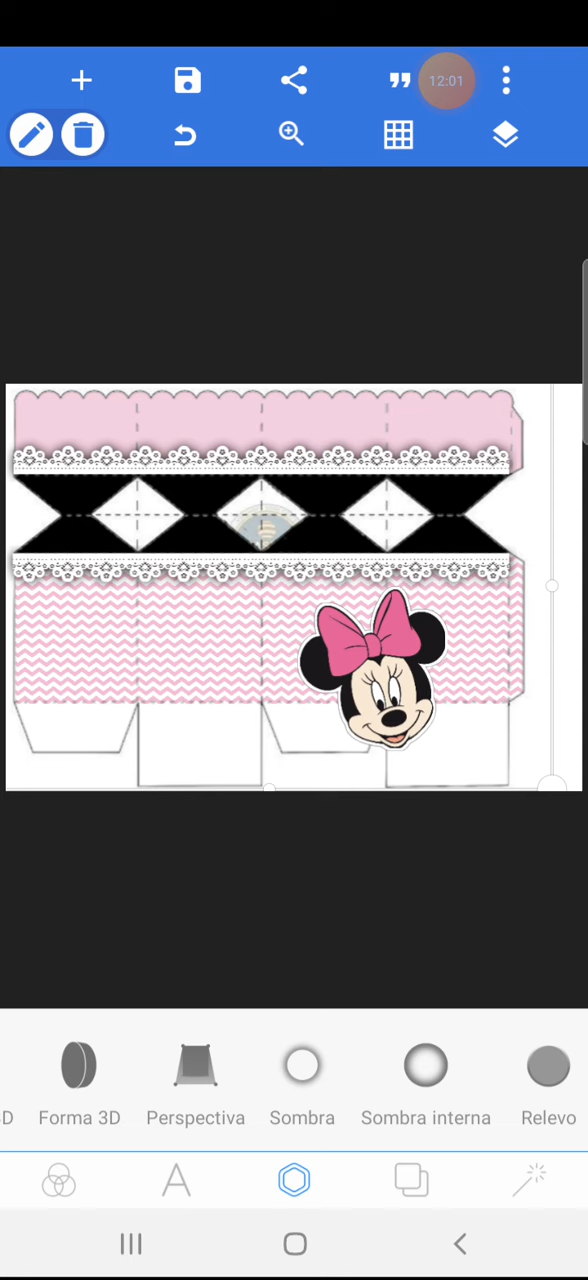 12:01
D
Forma 3D
Perspectiva
Sombra
Sombra interna
Relevo